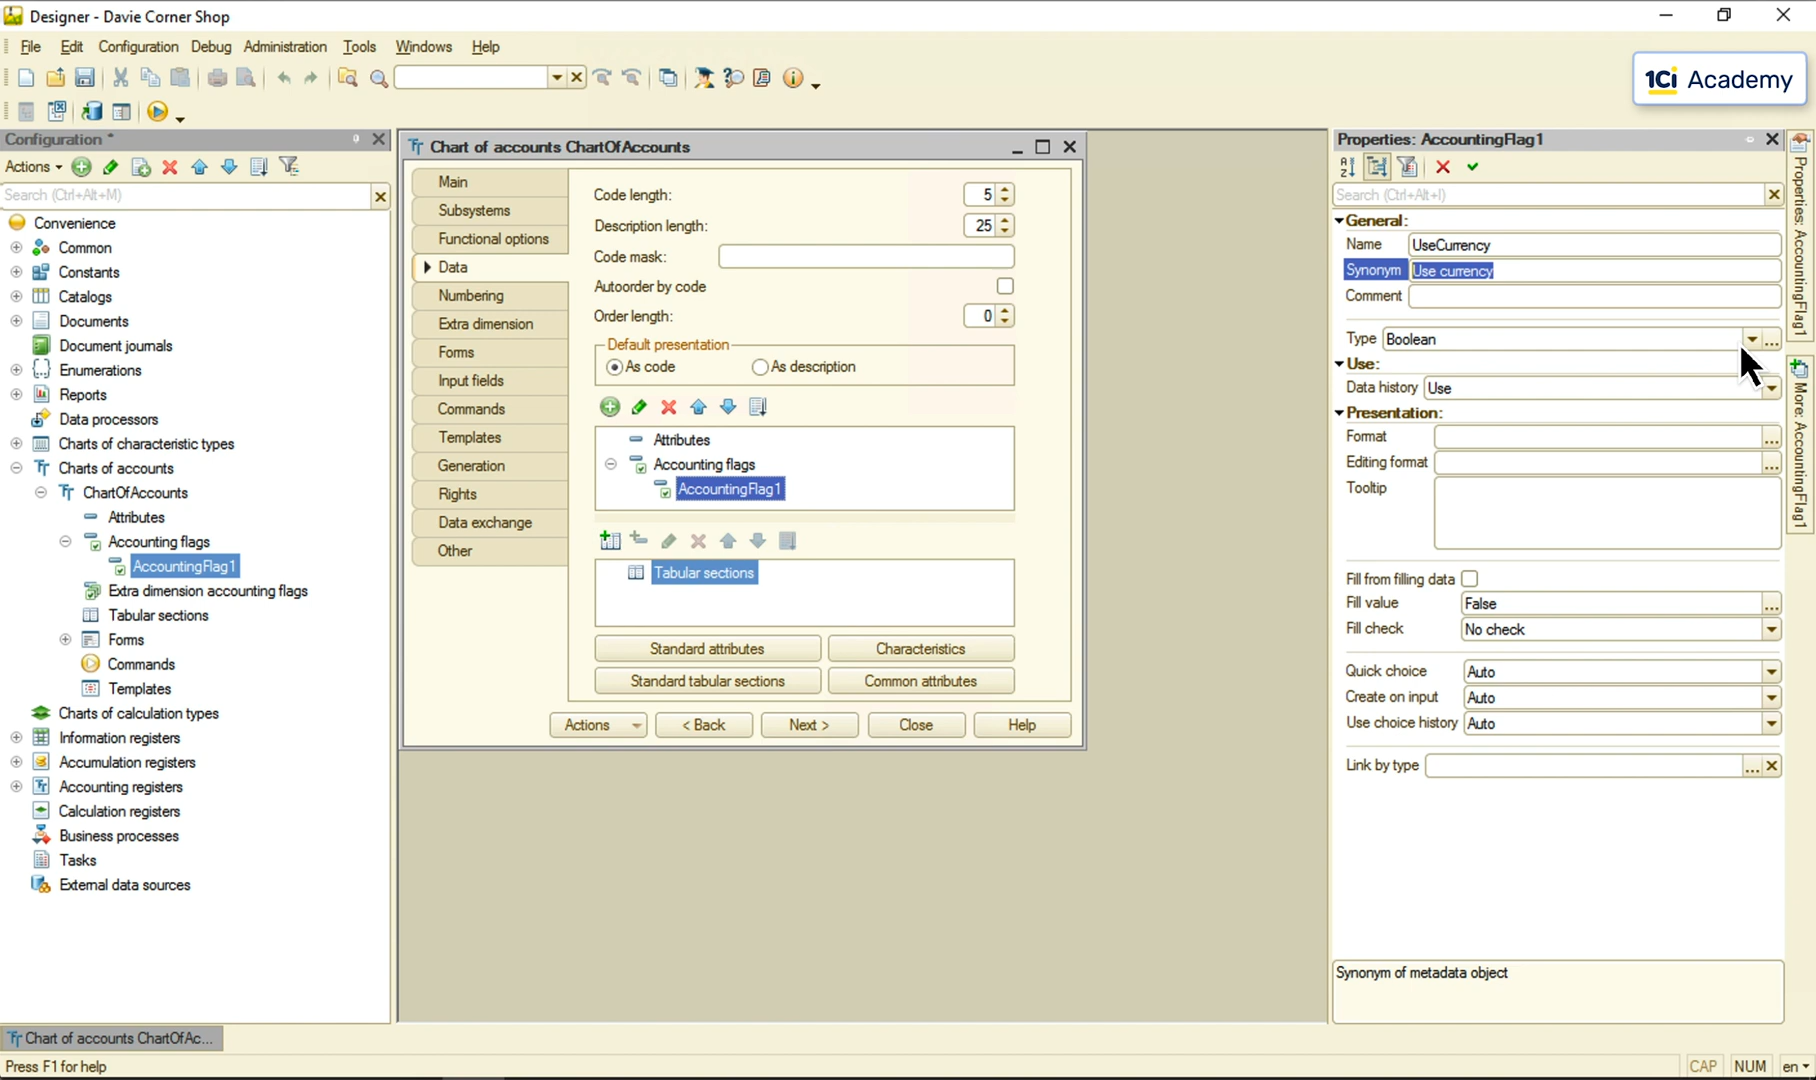 Designer - Davie Corner Shop
File Edit Configuration Debug Administration Tools Windows Help
1Ci Academy
Configuration *
Actions
Search (Ctrl+Alt+M)
Convenience
Common
Constants
Catalogs
Documents
Document journals
Enumerations
Reports
Data processors
Charts of characteristic types
Charts of accounts
ChartOfAccounts
Attributes
Accounting flags
AccountingFlag1
Extra dimension accounting flags
Tabular sections
Forms
Commands
Templates
Charts of calculation types
Information registers
Accumulation registers
Accounting registers
Calculation registers
Business processes
Tasks
External data sources
Chart of accounts ChartOfAccounts
Main
Subsystems
Functional options
Data
Numbering
Extra dimension
Forms
Input fields
Commands
Templates
Generation
Rights
Data exchange
Other
Code length: 5
Description length: 25
Code mask:
Autoorder by code
Order length: 0
Default presentation
As code As description
Attributes
Accounting flags
AccountingFlag1
Tabular sections
Standard attributes Characteristics
Standard tabular sections Common attributes
Actions < Back Next > Close Help
Properties: AccountingFlag1
Search (Ctrl+Alt+I)
General:
Name UseCurrency
Synonym Use currency
Comment
Type Boolean ...
Use:
Data history Use
Presentation:
Format ...
Editing format ...
Tooltip
Fill from filling data
Fill value False ...
Fill check No check
Quick choice Auto
Create on input Auto
Use choice history Auto
Link by type ...
Synonym of metadata object
Properties: AccountingFlag1
More: AccountingFlag1
Chart of accounts ChartOfAc...
Press F1 for help
CAP NUM en